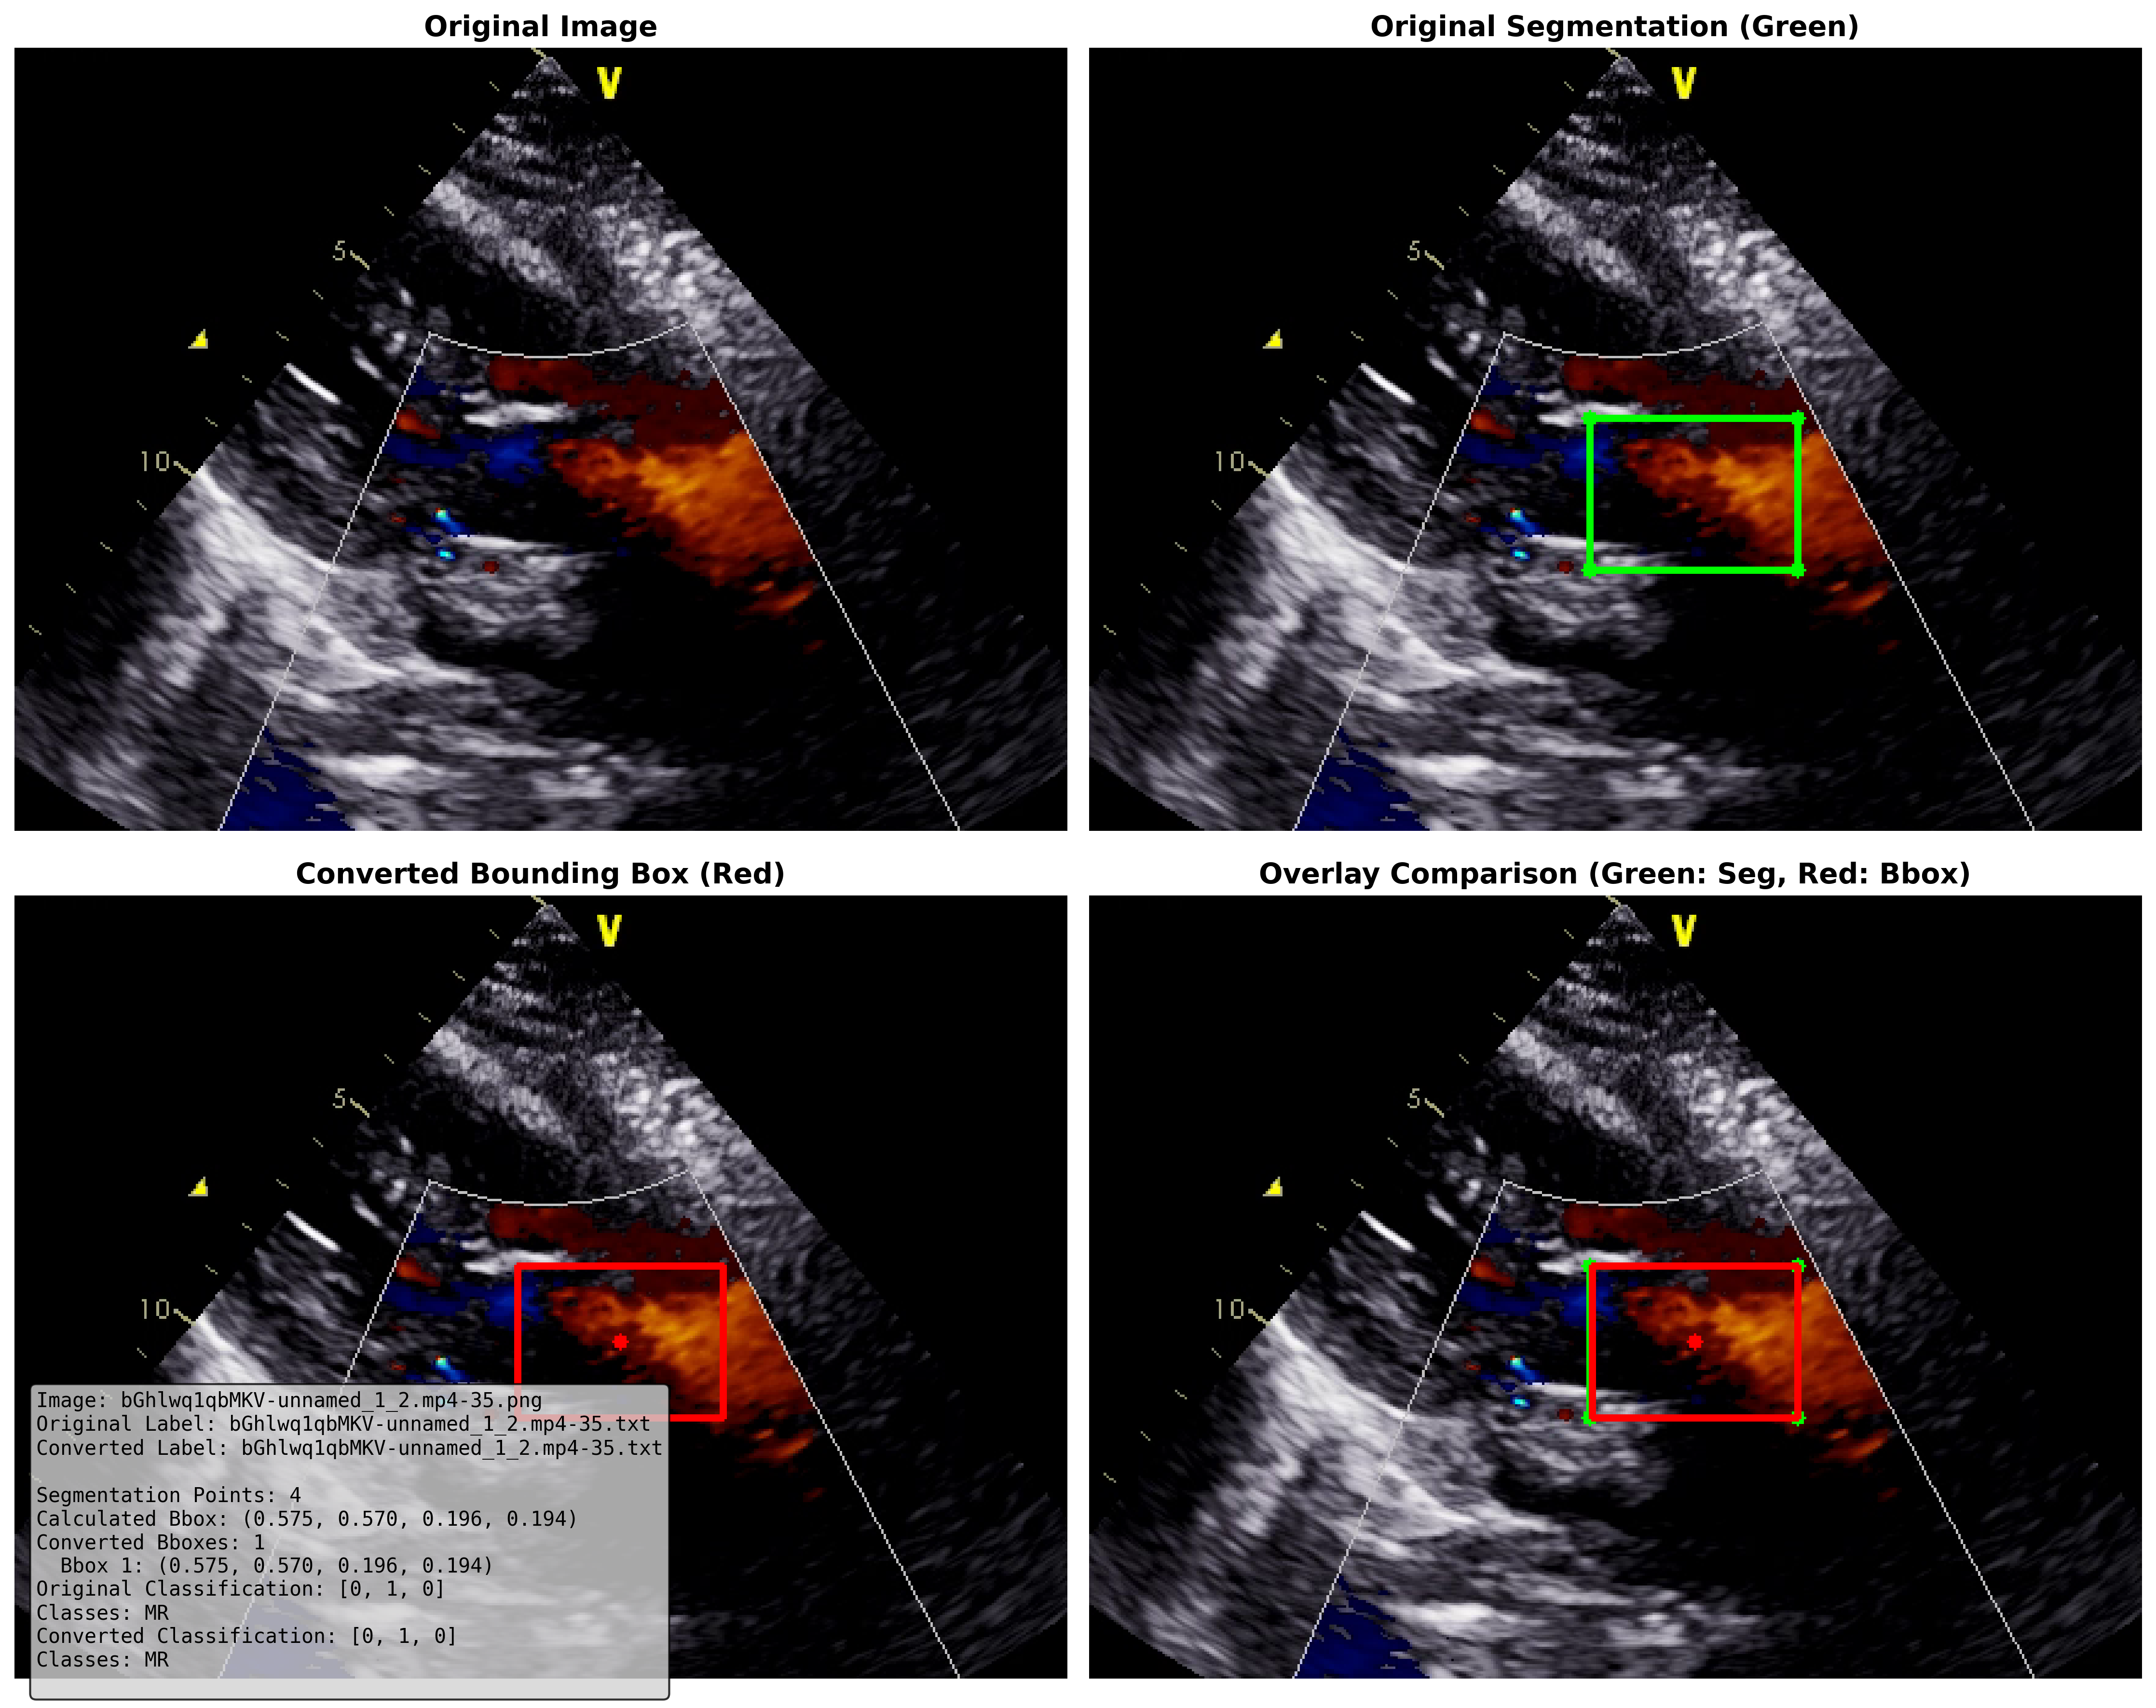 Original Image
Original Segmentation (Green)
V
5
10
V
5
10
Converted Bounding Box (Red)
Overlay Comparison (Green: Seg, Red: Bbox)
V
5
10
V
5
10
Image: bGhlwq1qbMKV-unnamed_1_2.mp4-35.png
Original Label: bGhlwq1qbMKV-unnamed_1_2.mp4-35.txt
Converted Label: bGhlwq1qbMKV-unnamed_1_2.mp4-35.txt
Segmentation Points: 4
Calculated Bbox: (0.575, 0.570, 0.196, 0.194)
Converted Bboxes: 1
Bbox 1: (0.575, 0.570, 0.196, 0.194)
Original Classification: [0, 1, 0]
Classes: MR
Converted Classification: [0, 1, 0]
Classes: MR